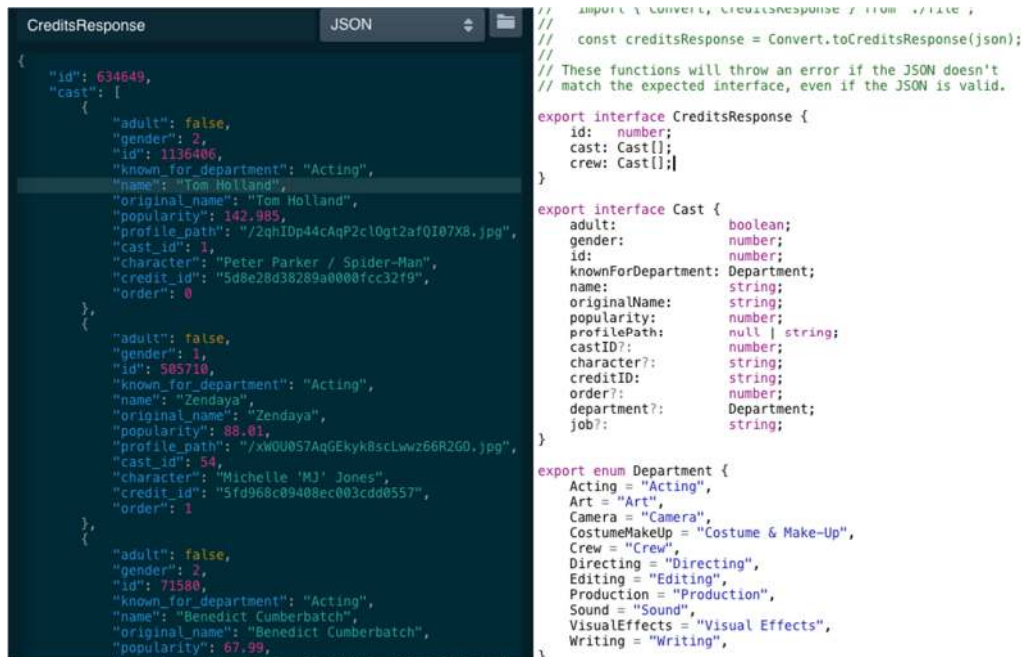 CreditsResponse
JSON
{
"id": 634649,
"cast": [
{
"adult": false,
"gender": 2,
"id": 1136406,
"known_for_department": "Acting",
"name": "Tom Holland",
"original_name": "Tom Holland",
"popularity": 142.985,
"profile_path": "/2qhIDp44cAqP2clOgt2afQI07X8.jpg",
"cast_id": 1,
"character": "Peter Parker / Spider-Man",
"credit_id": "5d8e28d38289a0000fcc32f9",
"order": 0
},
{
"adult": false,
"gender": 1,
"id": 505710,
"known_for_department": "Acting",
"name": "Zendaya",
"original_name": "Zendaya",
"popularity": 88.01,
"profile_path": "/xWOU0S7AqGEkyk8scLwwz66R2GO.jpg",
"cast_id": 54,
"character": "Michelle 'MJ' Jones",
"credit_id": "5fd968c09408ec003cdd0557",
"order": 1
},
{
"adult": false,
"gender": 2,
"id": 71580,
"known_for_department": "Acting",
"name": "Benedict Cumberbatch",
"original_name": "Benedict Cumberbatch",
"popularity": 67.99,
// import { Convert, CreditsResponse } from "./file";
//
// const creditsResponse = Convert.toCreditsResponse(json);
//
// These functions will throw an error if the JSON doesn't
// match the expected interface, even if the JSON is valid.
export interface CreditsResponse {
id: number;
cast: Cast[];
crew: Cast[];
}
export interface Cast {
adult: boolean;
gender: number;
id: number;
knownForDepartment: Department;
name: string;
originalName: string;
popularity: number;
profilePath: null | string;
castID?: number;
character?: string;
creditID: string;
order?: number;
department?: Department;
job?: string;
}
export enum Department {
Acting = "Acting",
Art = "Art",
Camera = "Camera",
CostumeMakeUp = "Costume & Make-Up",
Crew = "Crew",
Directing = "Directing",
Editing = "Editing",
Production = "Production",
Sound = "Sound",
VisualEffects = "Visual Effects",
Writing = "Writing",
}